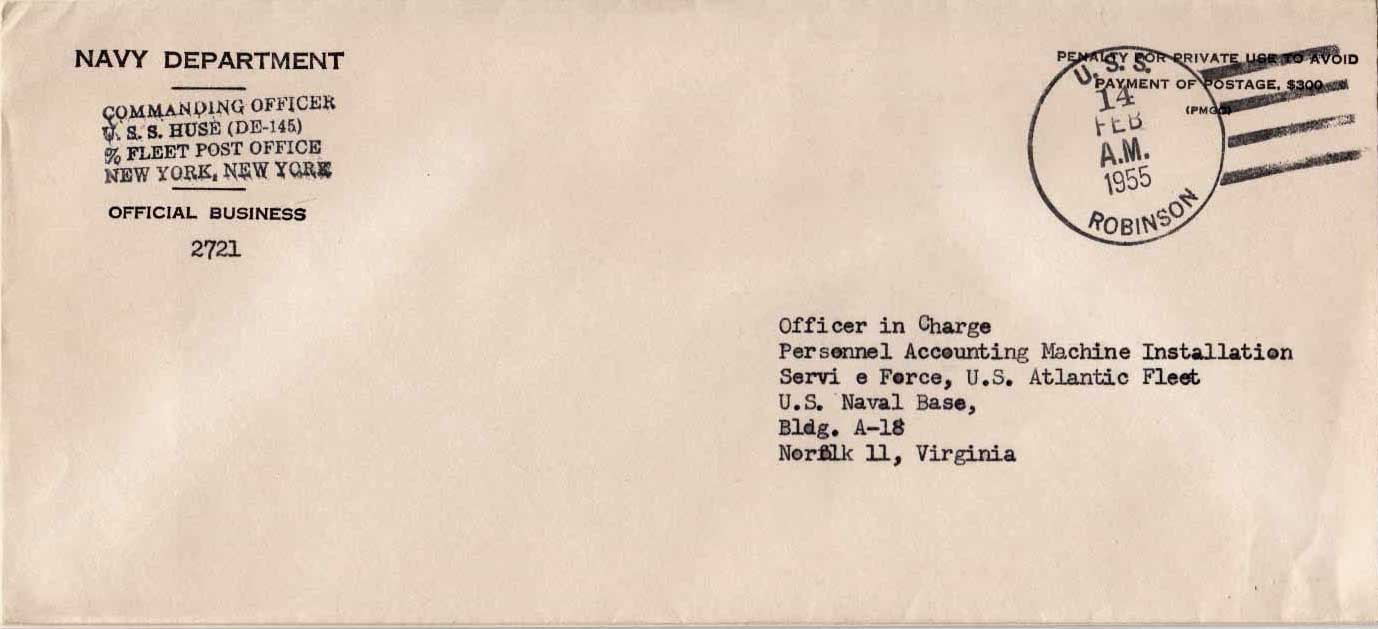 NAVY DEPARTMENT
COMMANDING OFFICER
U. S. S. HUSE (DE-145)
% FLEET POST OFFICE
NEW YORK, NEW YORK
OFFICIAL BUSINESS
2721
PENALTY FOR PRIVATE USE TO AVOID
PAYMENT OF POSTAGE, $300
(PMGC)
U. S. S.
14
FEB
A.M.
1955
ROBINSON
Officer in Charge
Personnel Accounting Machine Installation
Servi e Force, U.S. Atlantic Fleet
U.S. Naval Base,
Bldg. A-18
Norfolk 11, Virginia